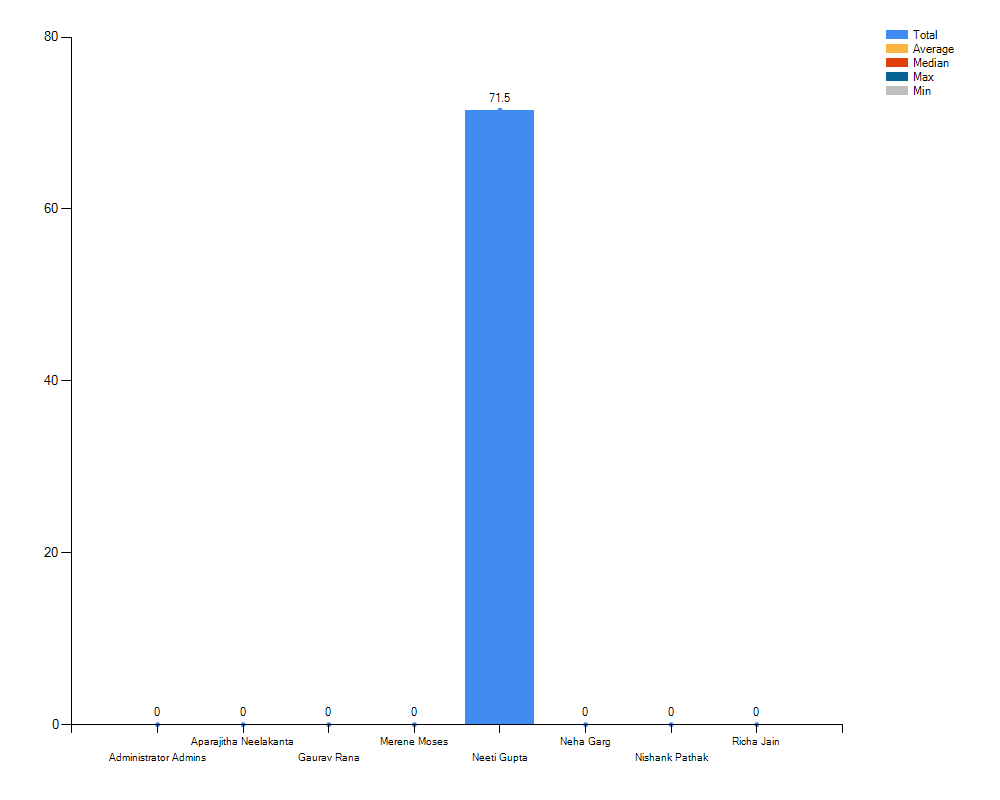 80
60
40
20
0
71.5
0
0
0
0
0
0
0
Administrator Admins
Aparajitha Neelakanta
Gaurav Rana
Merene Moses
Neeti Gupta
Neha Garg
Nishank Pathak
Richa Jain
Total
Average
Median
Max
Min